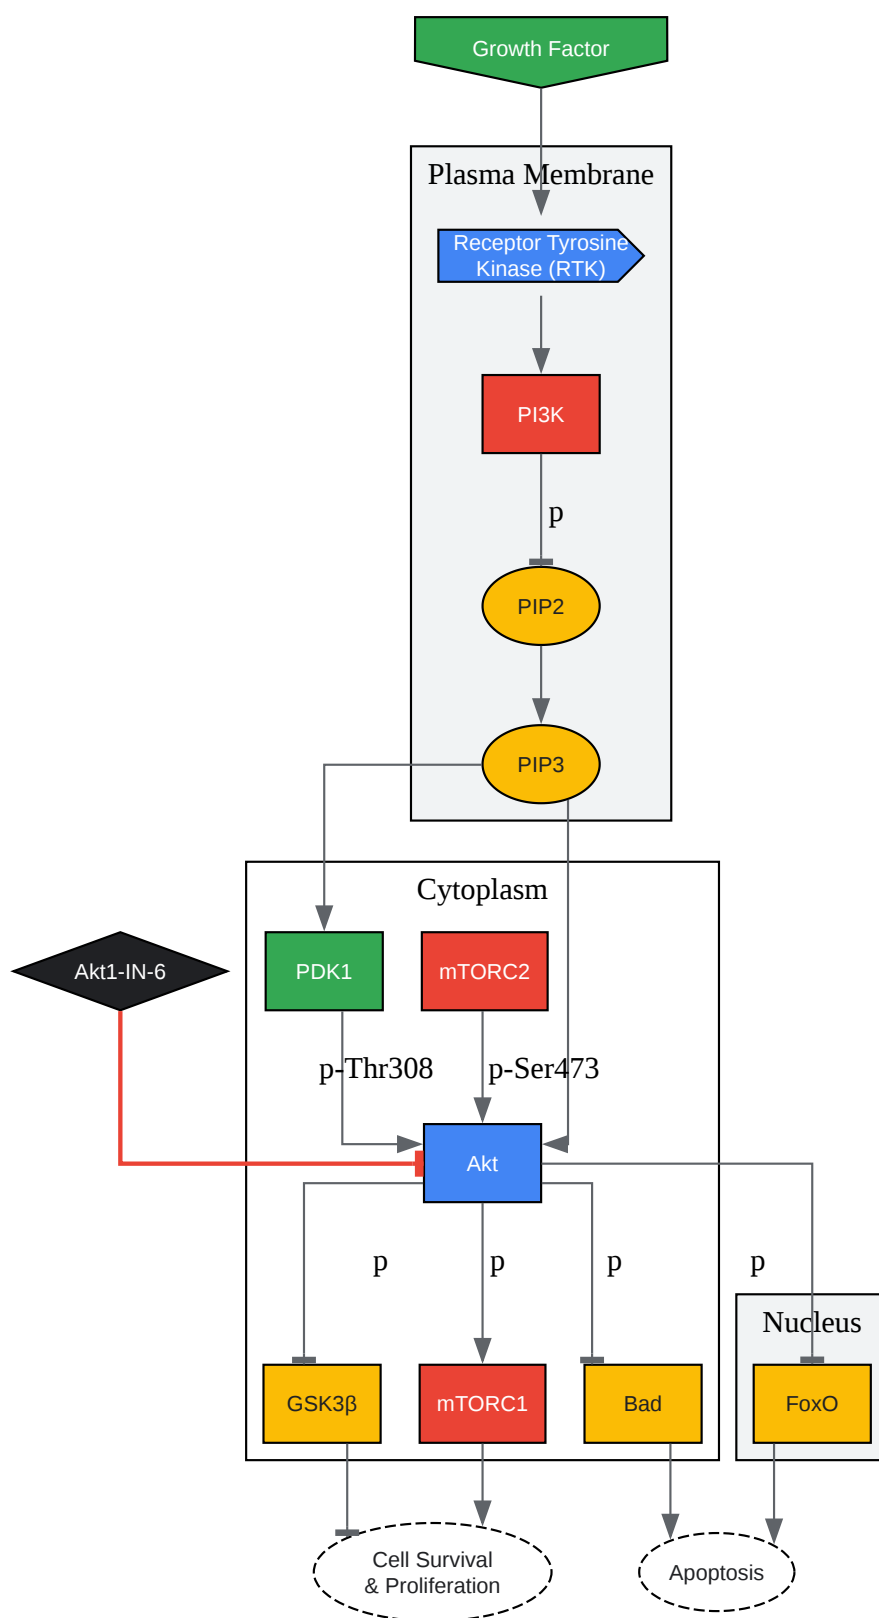 Growth Factor
Plasma Membrane
Receptor Tyrosine
Kinase (RTK)
PI3K
p
PIP2
PIP3
Cytoplasm
Akt1-IN-6
PDK1
mTORC2
p-Thr308
p-Ser473
Akt
p
p
p
p
Nucleus
GSK3β
mTORC1
Bad
FoxO
Cell Survival
& Proliferation
Apoptosis